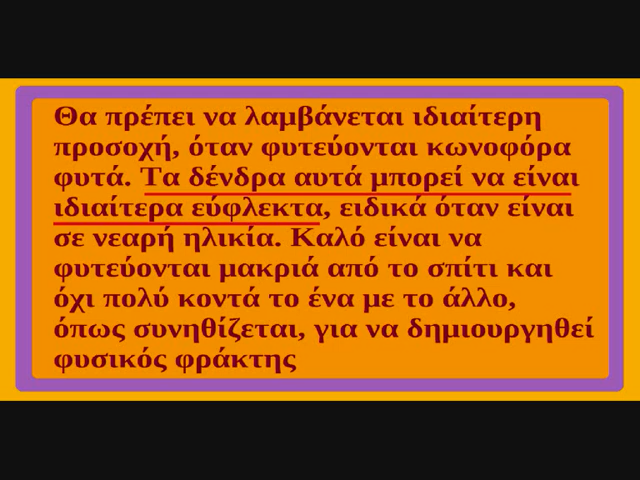 Θα πρέπει να λαμβάνεται ιδιαίτερη
προσοχή, όταν φυτεύονται κωνοφόρα
φυτά. Τα δένδρα αυτά μπορεί να είναι
ιδιαίτερα εύφλεκτα, ειδικά όταν είναι
σε νεαρή ηλικία. Καλό είναι να
φυτεύονται μακριά από το σπίτι και
όχι πολύ κοντά το ένα με το άλλο,
όπως συνηθίζεται, για να δημιουργηθεί
φυσικός φράκτης